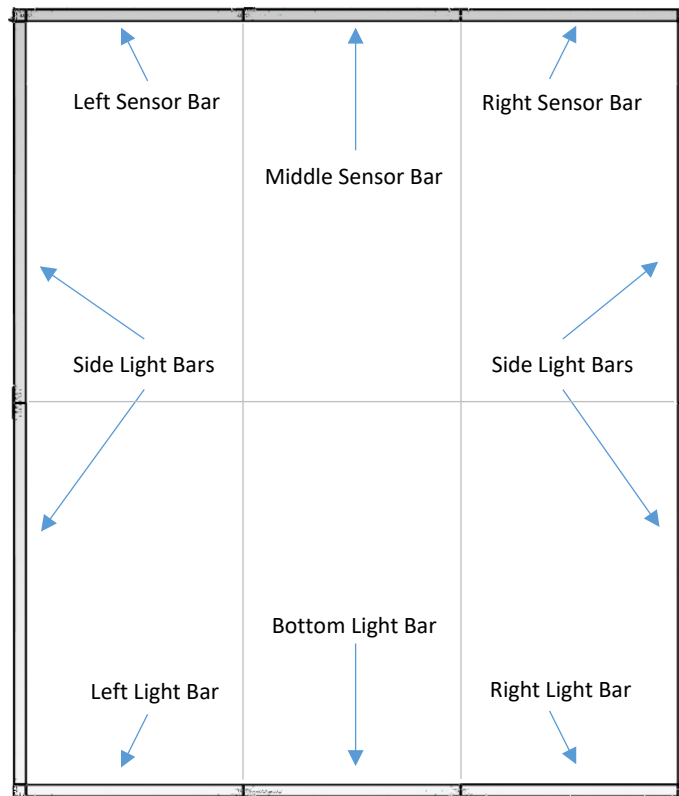 Left Sensor Bar
Right Sensor Bar
Middle Sensor Bar
Side Light Bars
Side Light Bars
Bottom Light Bar
Left Light Bar
Right Light Bar